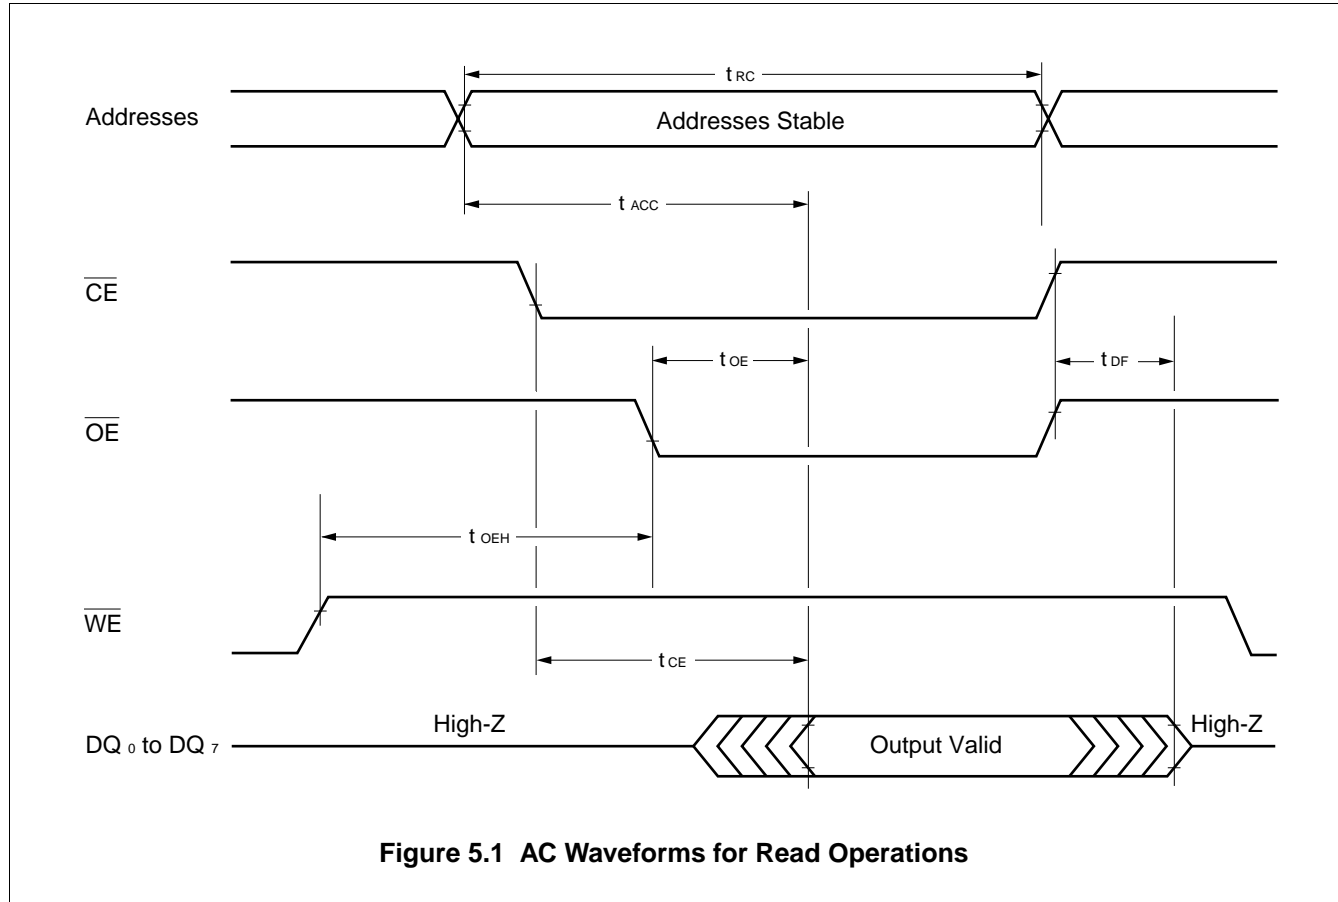 t RC
Addresses
Addresses Stable
t ACC
CE
t OE
t DF
OE
t OEH
WE
t CE
High-Z
High-Z
DQ 0 to DQ 7
Output Valid
Figure 5.1 AC Waveforms for Read Operations